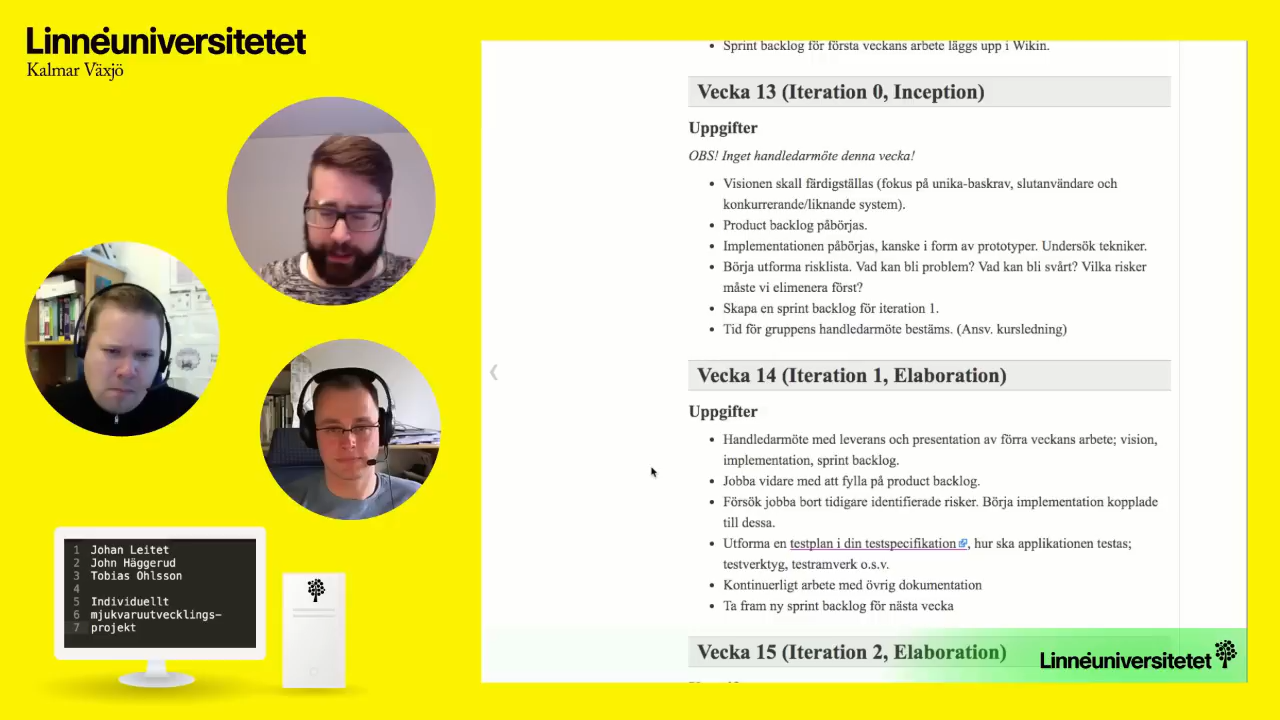 Linnéuniversitetet
Kalmar Växjö
1 Johan Leitet
2 John Häggerud
3 Tobias Ohlsson
4
5 Individuellt
6 mjukvaruutvecklings-
7 projekt
Sprint backlog för första veckans arbete läggs upp i Wikin.
Vecka 13 (Iteration 0, Inception)
Uppgifter
OBS! Inget handledarmöte denna vecka!
Visionen skall färdigställas (fokus på unika-baskrav, slutanvändare och
konkurrerande/liknande system).
Product backlog påbörjas.
Implementationen påbörjas, kanske i form av prototyper. Undersök tekniker.
Börja utforma risklista. Vad kan bli problem? Vad kan bli svårt? Vilka risker
måste vi elimenera först?
Skapa en sprint backlog för iteration 1.
Tid för gruppens handledarmöte bestäms. (Ansv. kursledning)
Vecka 14 (Iteration 1, Elaboration)
Uppgifter
Handledarmöte med leverans och presentation av förra veckans arbete; vision,
implementation, sprint backlog.
Jobba vidare med att fylla på product backlog.
Försök jobba bort tidigare identifierade risker. Börja implementation kopplade
till dessa.
Utforma en testplan i din testspecifikation, hur ska applikationen testas;
testverktyg, testramverk o.s.v.
Kontinuerligt arbete med övrig dokumentation
Ta fram ny sprint backlog för nästa vecka
Vecka 15 (Iteration 2, Elaboration)
Linnéuniversitetet